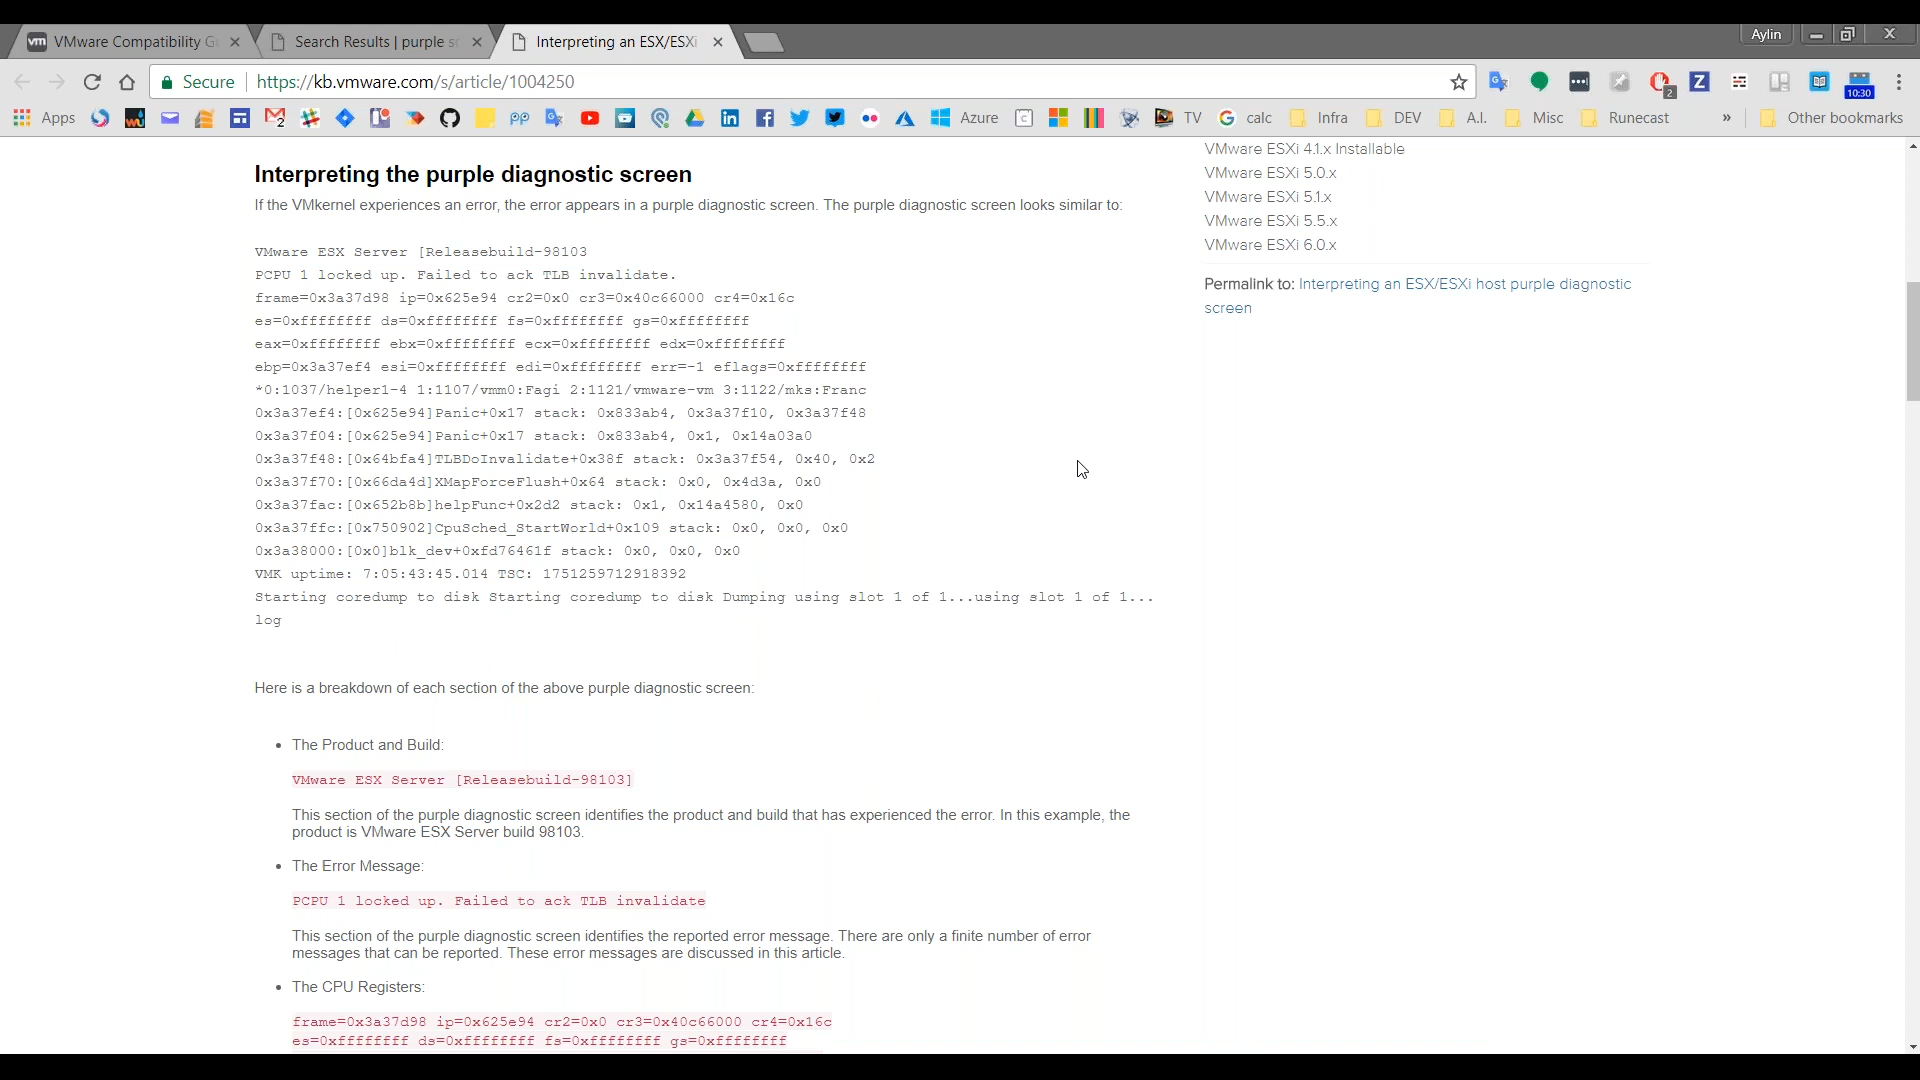 VMware Compatibility G
Search Results | purple s
Interpreting an ESX/ESXi
Aylin
Secure
https://kb.vmware.com/s/article/1004250
2
10:30
Apps
2
Azure
TV
calc
Infra
DEV
A.I.
Misc
Runecast
»
Other bookmarks
Interpreting the purple diagnostic screen
If the VMkernel experiences an error, the error appears in a purple diagnostic screen. The purple diagnostic screen looks similar to:
VMware ESX Server [Releasebuild-98103
PCPU 1 locked up. Failed to ack TLB invalidate.
frame=0x3a37d98 ip=0x625e94 cr2=0x0 cr3=0x40c66000 cr4=0x16c
es=0xffffffff ds=0xffffffff fs=0xffffffff gs=0xffffffff
eax=0xffffffff ebx=0xffffffff ecx=0xffffffff edx=0xffffffff
ebp=0x3a37ef4 esi=0xffffffff edi=0xffffffff err=-1 eflags=0xffffffff
*0:1037/helper1-4 1:1107/vmm0:Fagi 2:1121/vmware-vm 3:1122/mks:Franc
0x3a37ef4:[0x625e94]Panic+0x17 stack: 0x833ab4, 0x3a37f10, 0x3a37f48
0x3a37f04:[0x625e94]Panic+0x17 stack: 0x833ab4, 0x1, 0x14a03a0
0x3a37f48:[0x64bfa4]TLBDoInvalidate+0x38f stack: 0x3a37f54, 0x40, 0x2
0x3a37f70:[0x66da4d]XMapForceFlush+0x64 stack: 0x0, 0x4d3a, 0x0
0x3a37fac:[0x652b8b]helpFunc+0x2d2 stack: 0x1, 0x14a4580, 0x0
0x3a37ffc:[0x750902]CpuSched_StartWorld+0x109 stack: 0x0, 0x0, 0x0
0x3a38000:[0x0]blk_dev+0xfd76461f stack: 0x0, 0x0, 0x0
VMK uptime: 7:05:43:45.014 TSC: 1751259712918392
Starting coredump to disk Starting coredump to disk Dumping using slot 1 of 1...using slot 1 of 1...
log
Here is a breakdown of each section of the above purple diagnostic screen:
• The Product and Build:
VMware ESX Server [Releasebuild-98103]
This section of the purple diagnostic screen identifies the product and build that has experienced the error. In this example, the
product is VMware ESX Server build 98103.
• The Error Message:
PCPU 1 locked up. Failed to ack TLB invalidate
This section of the purple diagnostic screen identifies the reported error message. There are only a finite number of error
messages that can be reported. These error messages are discussed in this article.
• The CPU Registers:
frame=0x3a37d98 ip=0x625e94 cr2=0x0 cr3=0x40c66000 cr4=0x16c
es=0xffffffff ds=0xffffffff fs=0xffffffff gs=0xffffffff
VMware ESXi 4.1.x Installable
VMware ESXi 5.0.x
VMware ESXi 5.1.x
VMware ESXi 5.5.x
VMware ESXi 6.0.x
Permalink to: Interpreting an ESX/ESXi host purple diagnostic
screen